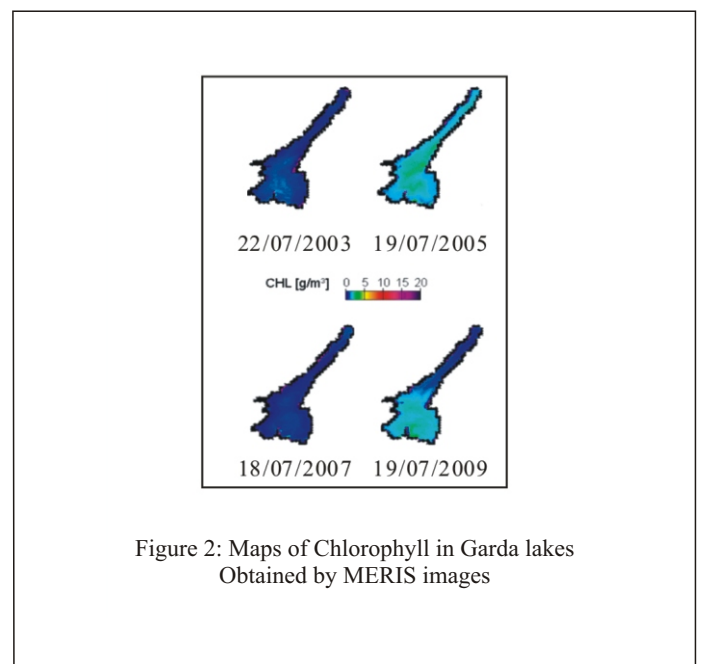 22/07/2003 19/07/2005
CHL [g/m³] 0 5 10 15 20
18/07/2007 19/07/2009
Figure 2: Maps of Chlorophyll in Garda lakes
Obtained by MERIS images